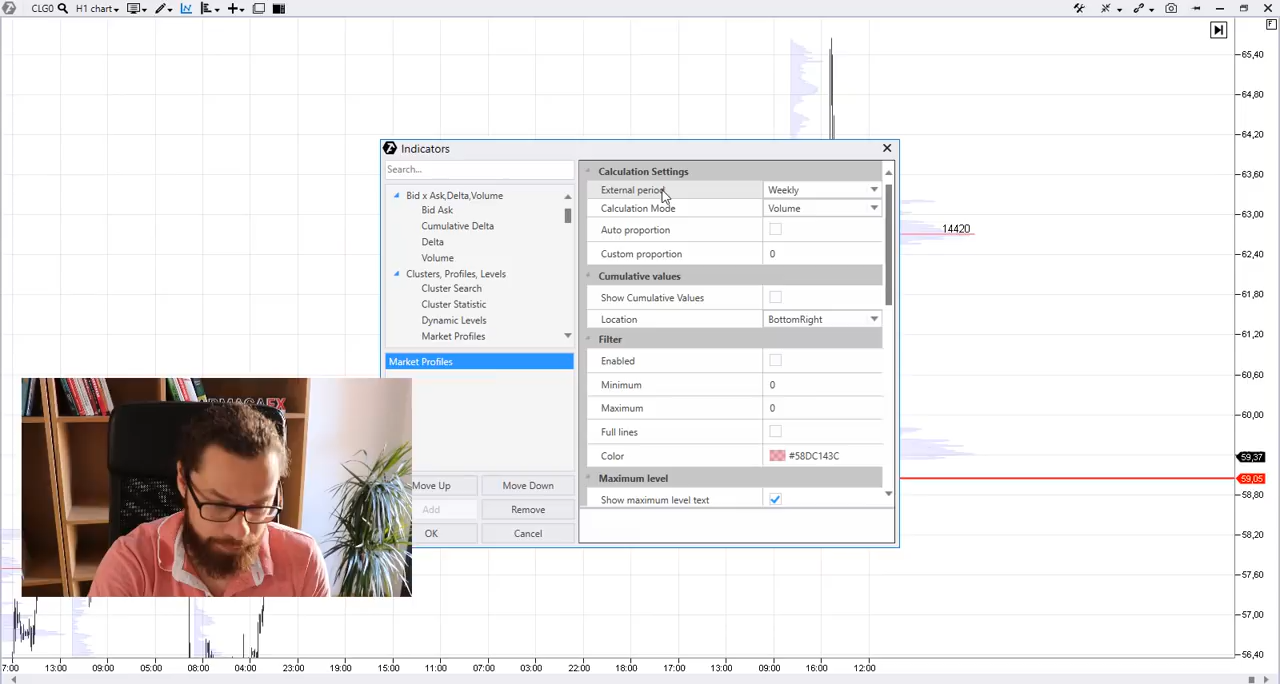 CLG0 H1 chart
65,40
64,80
64,20
63,60
63,00
62,40
61,80
61,20
60,60
60,00
59,37
59,05
58,80
58,20
57,60
57,00
56,40
14420
Indicators
Search...
Bid x Ask,Delta,Volume
Bid Ask
Cumulative Delta
Delta
Volume
Clusters, Profiles, Levels
Cluster Search
Cluster Statistic
Dynamic Levels
Market Profiles
Market Profiles
Move Up Move Down
Add Remove
OK Cancel
Calculation Settings
External period Weekly
Calculation Mode Volume
Auto proportion
Custom proportion 0
Cumulative values
Show Cumulative Values
Location BottomRight
Filter
Enabled
Minimum 0
Maximum 0
Full lines
Color #58DC143C
Maximum level
Show maximum level text
7:00 13:00 09:00 05:00 08:00 04:00 23:00 15:00 11:00 07:00 03:00 22:00 18:00 17:00 13:00 09:00 16:00 12:00